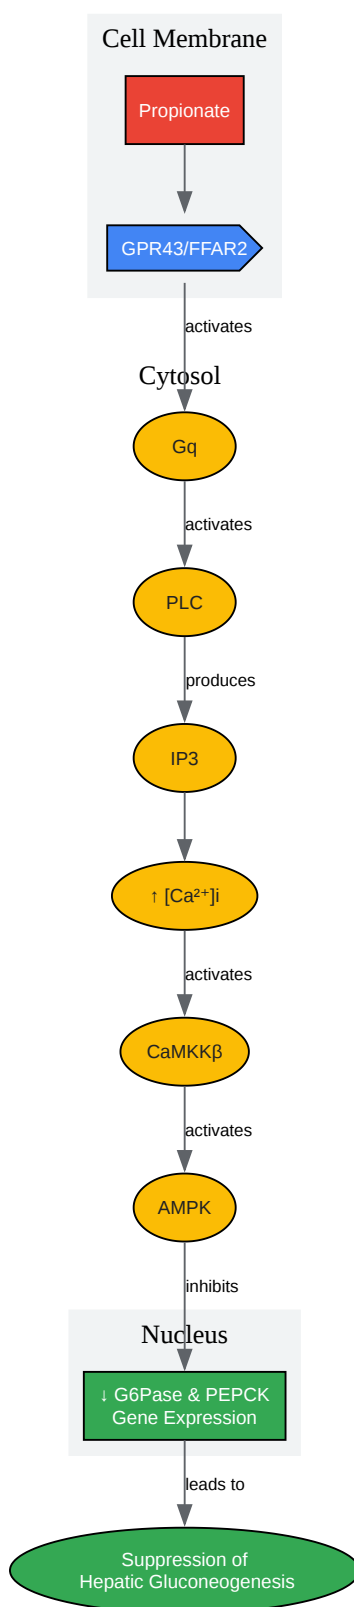 Cell Membrane
Propionate
GPR43/FFAR2
activates
Cytosol
Gq
activates
PLC
produces
IP3
↑ [Ca²⁺]i
activates
CaMKKβ
activates
AMPK
inhibits
Nucleus
↓ G6Pase & PEPCK
Gene Expression
leads to
Suppression of
Hepatic Gluconeogenesis